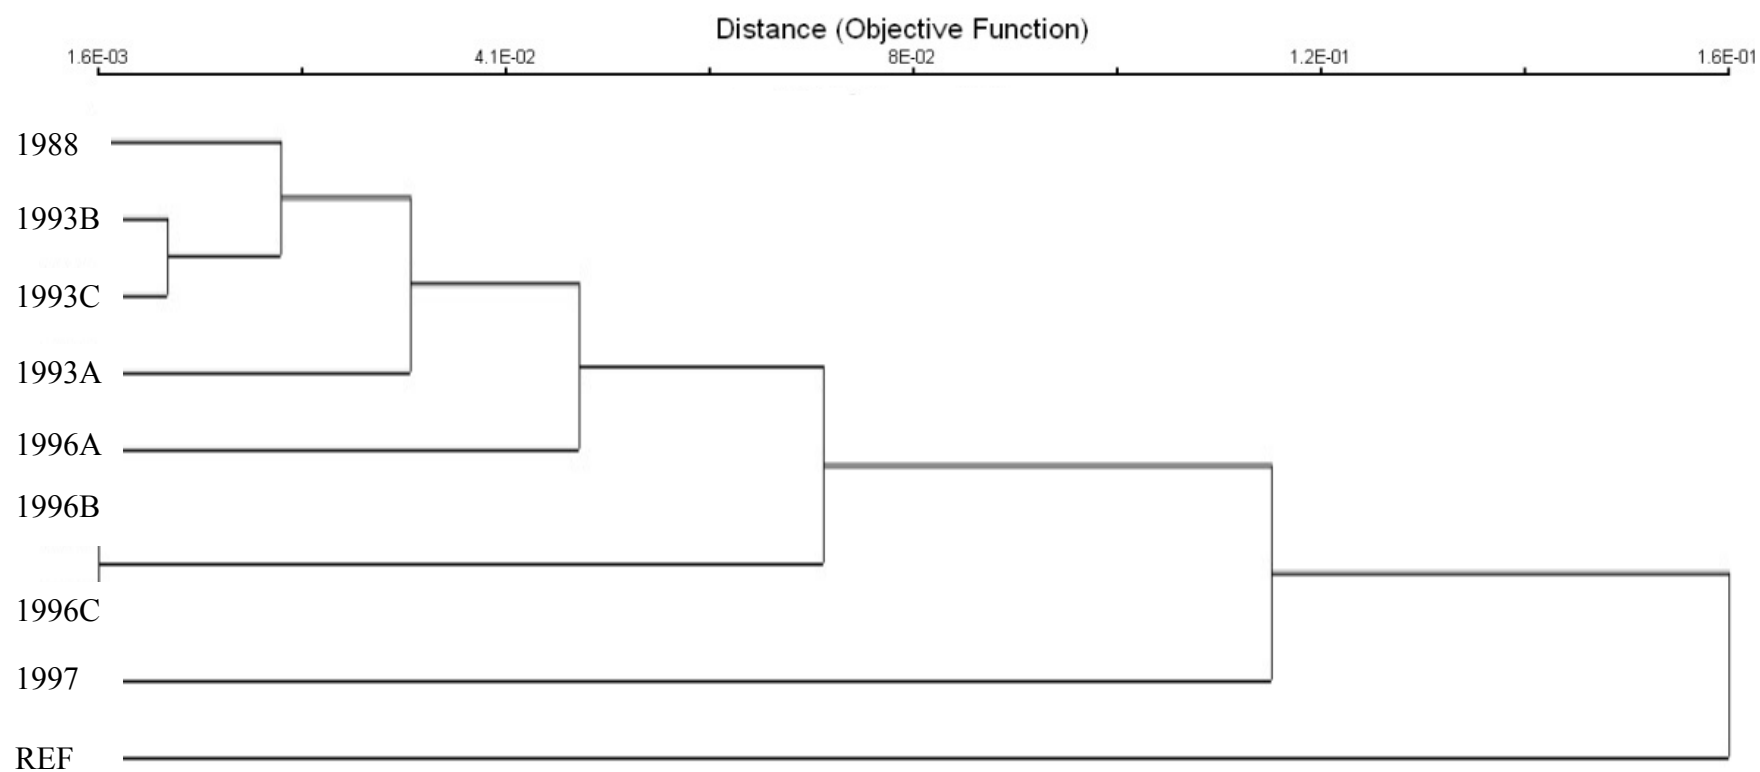 Distance (Objective Function)
1.6E-03 4.1E-02 8E-02 1.2E-01 1.6E-01
1988
1993B
1993C
1993A
1996A
1996B
1996C
1997
REF